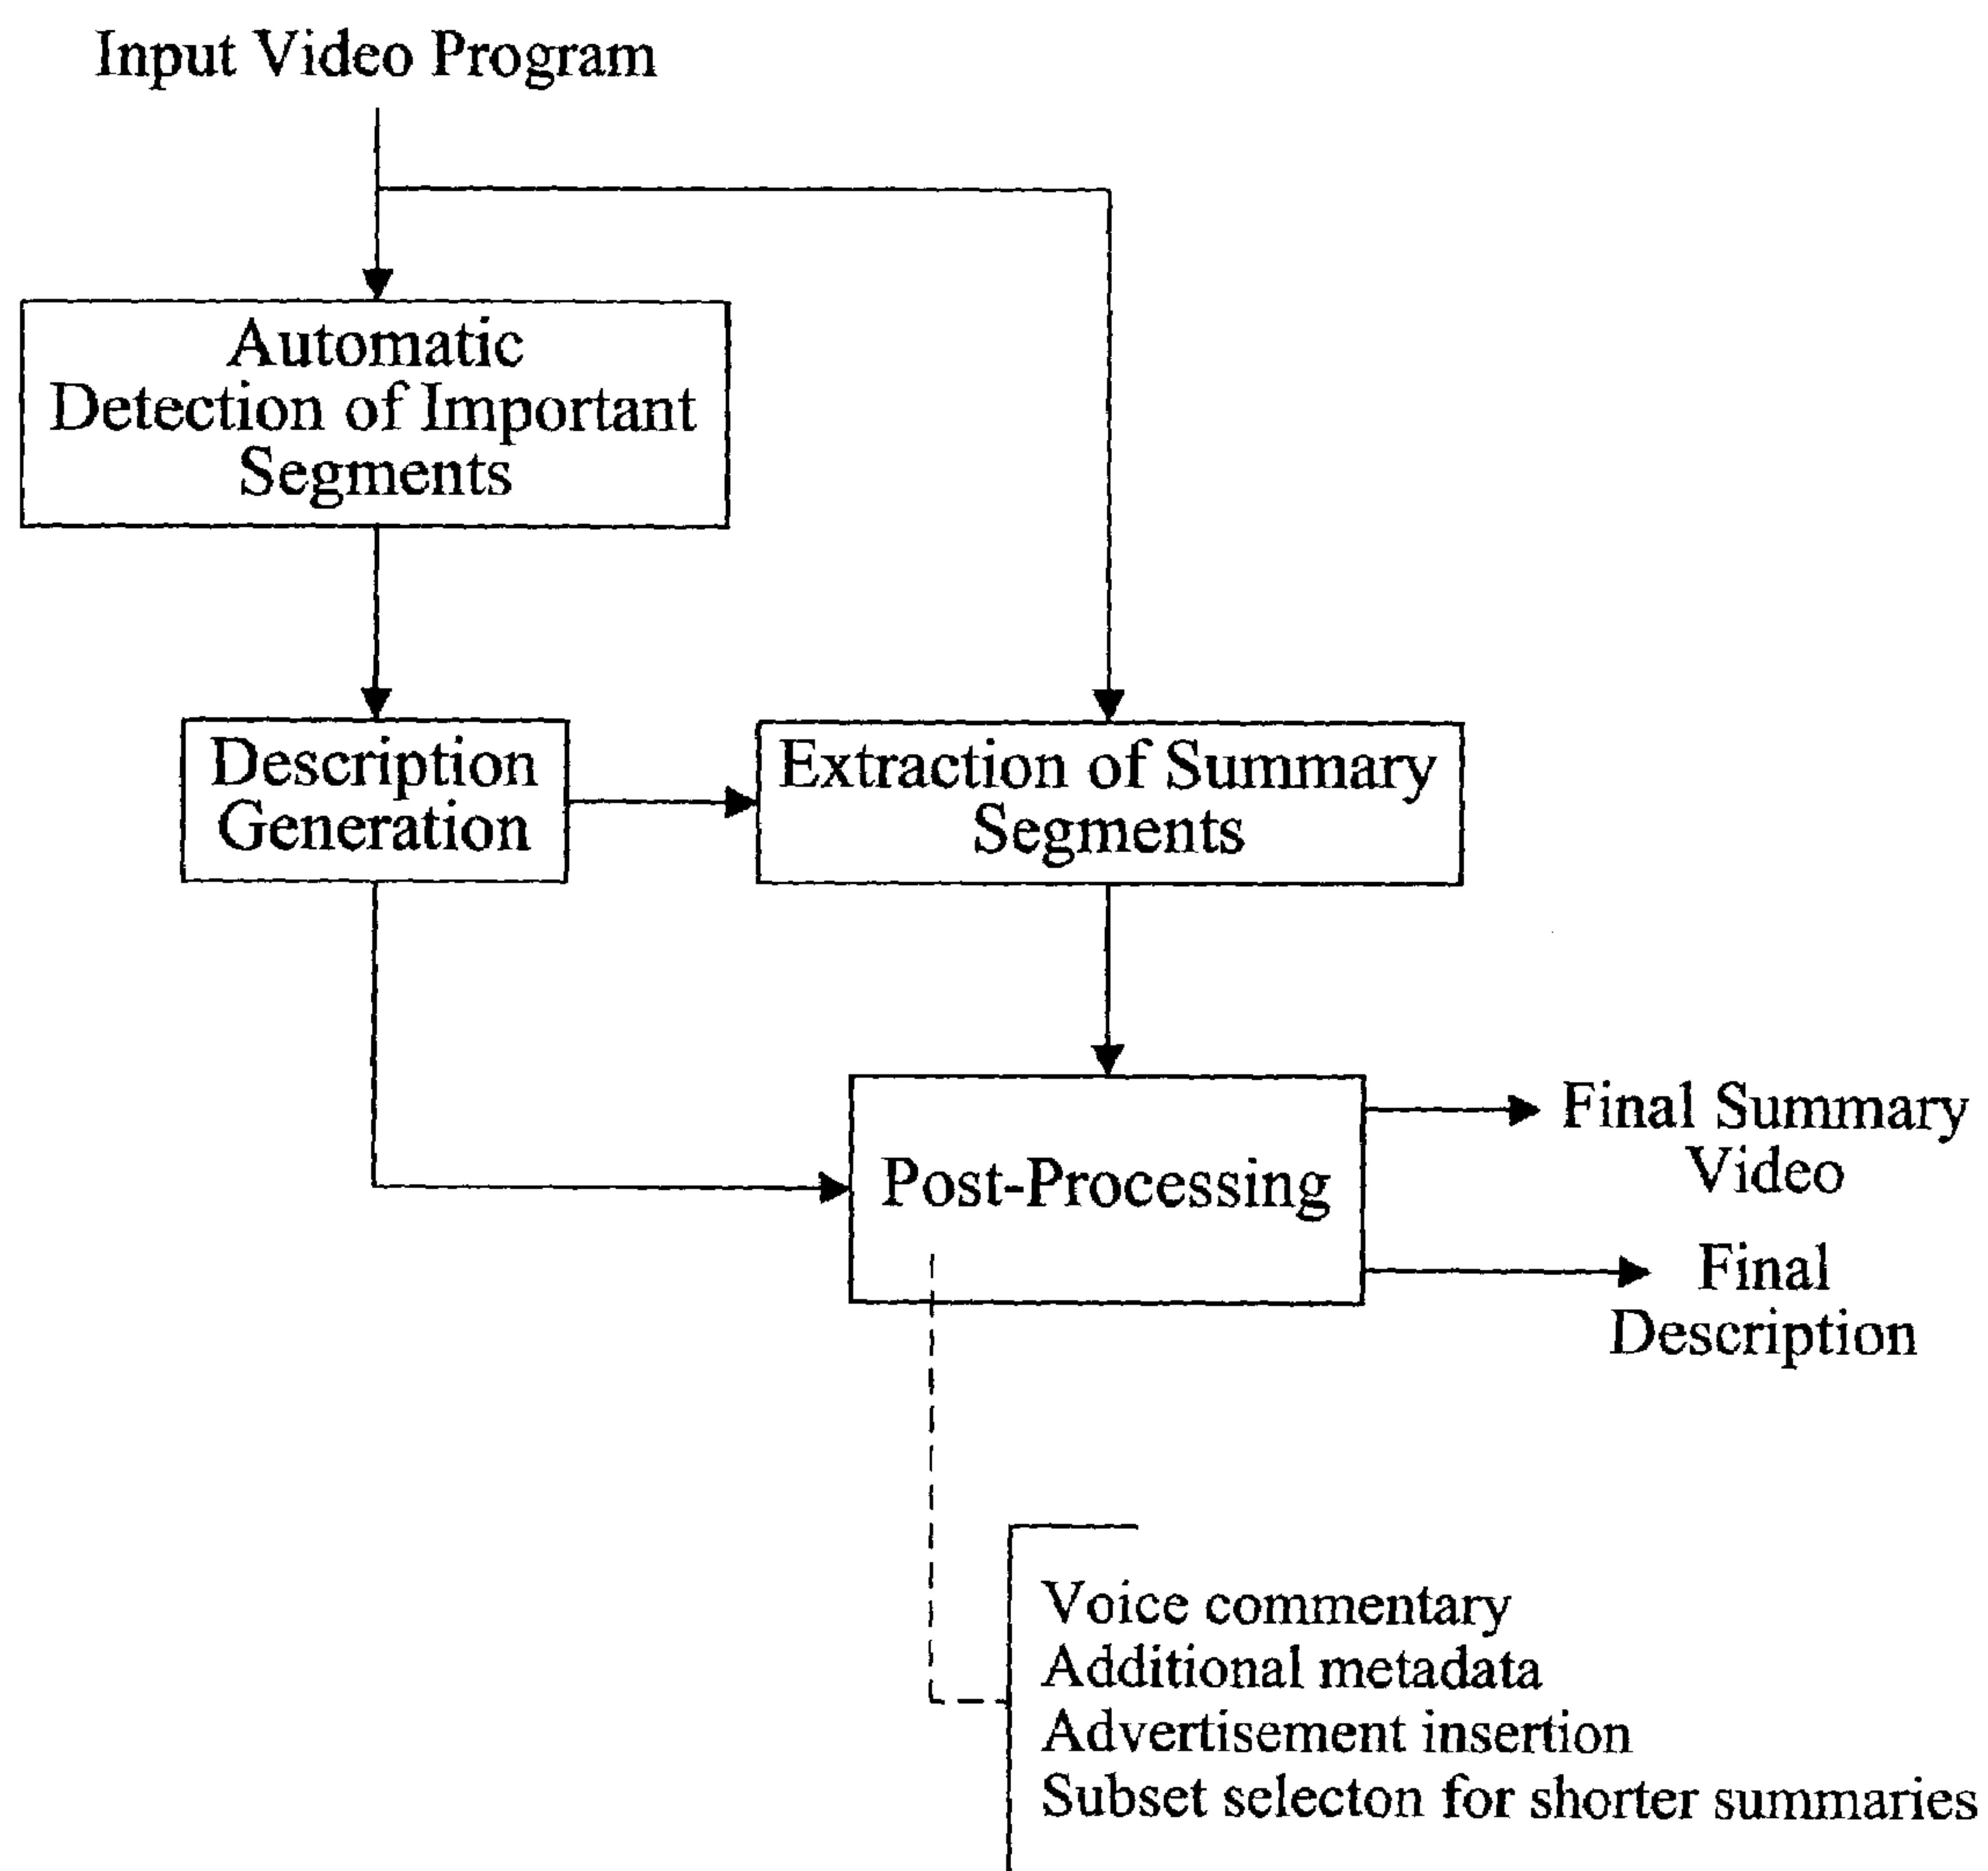 Input Video Program
Automatic
Detection of Important
Segments
Description
Generation
Extraction of Summary
Segments
Post-Processing
Final Summary
Video
Final
Description
Voice commentary
Additional metadata
Advertisement insertion
Subset selecton for shorter summaries